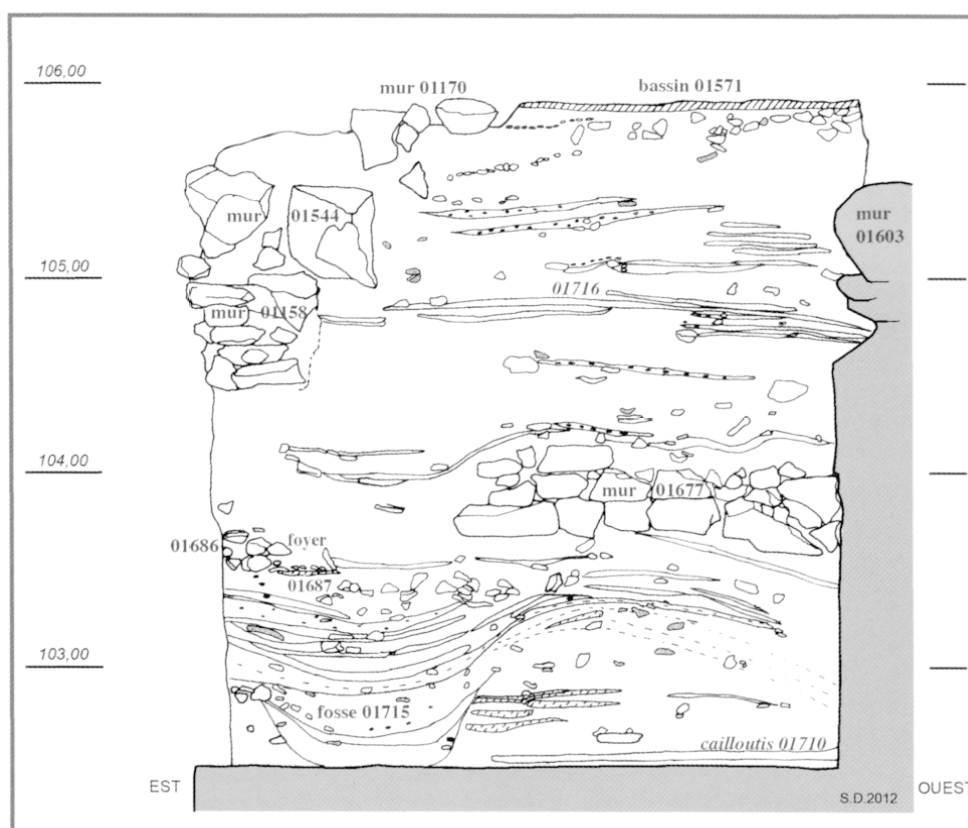 106,00
mur 01170
bassin 01571
mur 01544
mur 01603
105,00
01716
mur 01158
104,00
mur 01677
01686
foyer
01687
103,00
fosse 01715
cailloutis 01710
EST
OUEST
S.D.2012